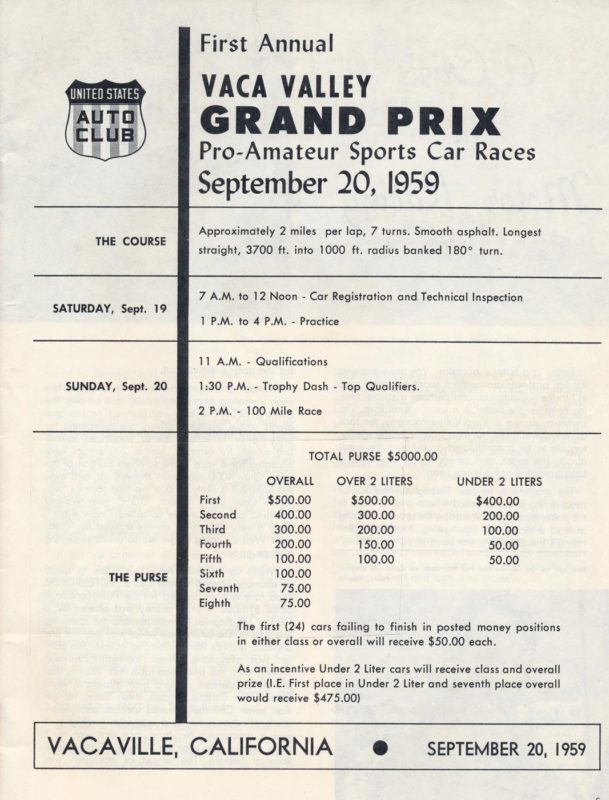 First Annual
VACA VALLEY
GRAND PRIX
Pro-Amateur Sports Car Races
September 20, 1959
UNITED STATES
AUTO
CLUB
THE COURSE
Approximately 2 miles per lap, 7 turns. Smooth asphalt. Longest
straight, 3700 ft. into 1000 ft. radius banked 180° turn.
SATURDAY, Sept. 19
7 A.M. to 12 Noon - Car Registration and Technical Inspection
1 P.M. to 4 P.M. - Practice
SUNDAY, Sept. 20
11 A.M. - Qualifications
1:30 P.M. - Trophy Dash - Top Qualifiers.
2 P.M. - 100 Mile Race
THE PURSE
TOTAL PURSE $5000.00
OVERALL OVER 2 LITERS UNDER 2 LITERS
First $500.00 $500.00 $400.00
Second 400.00 300.00 200.00
Third 300.00 200.00 100.00
Fourth 200.00 150.00 50.00
Fifth 100.00 100.00 50.00
Sixth 100.00
Seventh 75.00
Eighth 75.00
The first (24) cars failing to finish in posted money positions
in either class or overall will receive $50.00 each.
As an incentive Under 2 Liter cars will receive class and overall
prize (I.E. First place in Under 2 Liter and seventh place overall
would receive $475.00)
VACAVILLE, CALIFORNIA ● SEPTEMBER 20, 1959